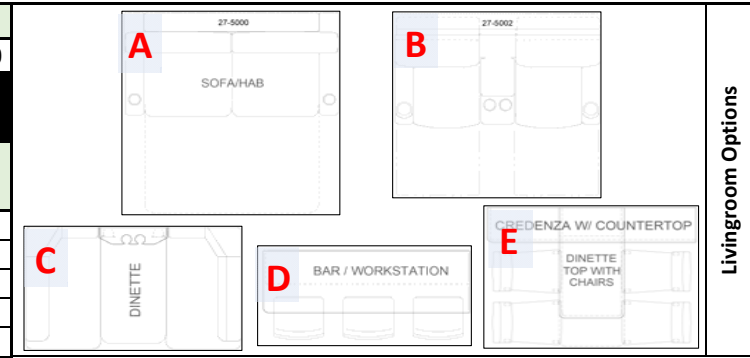 27-5000
A
SOFA/HAB
27-5002
B
C
DINETTE
D
BAR / WORKSTATION
E
CREDENZA W/ COUNTERTOP
DINETTE
TOP WITH
CHAIRS
Livingroom Options